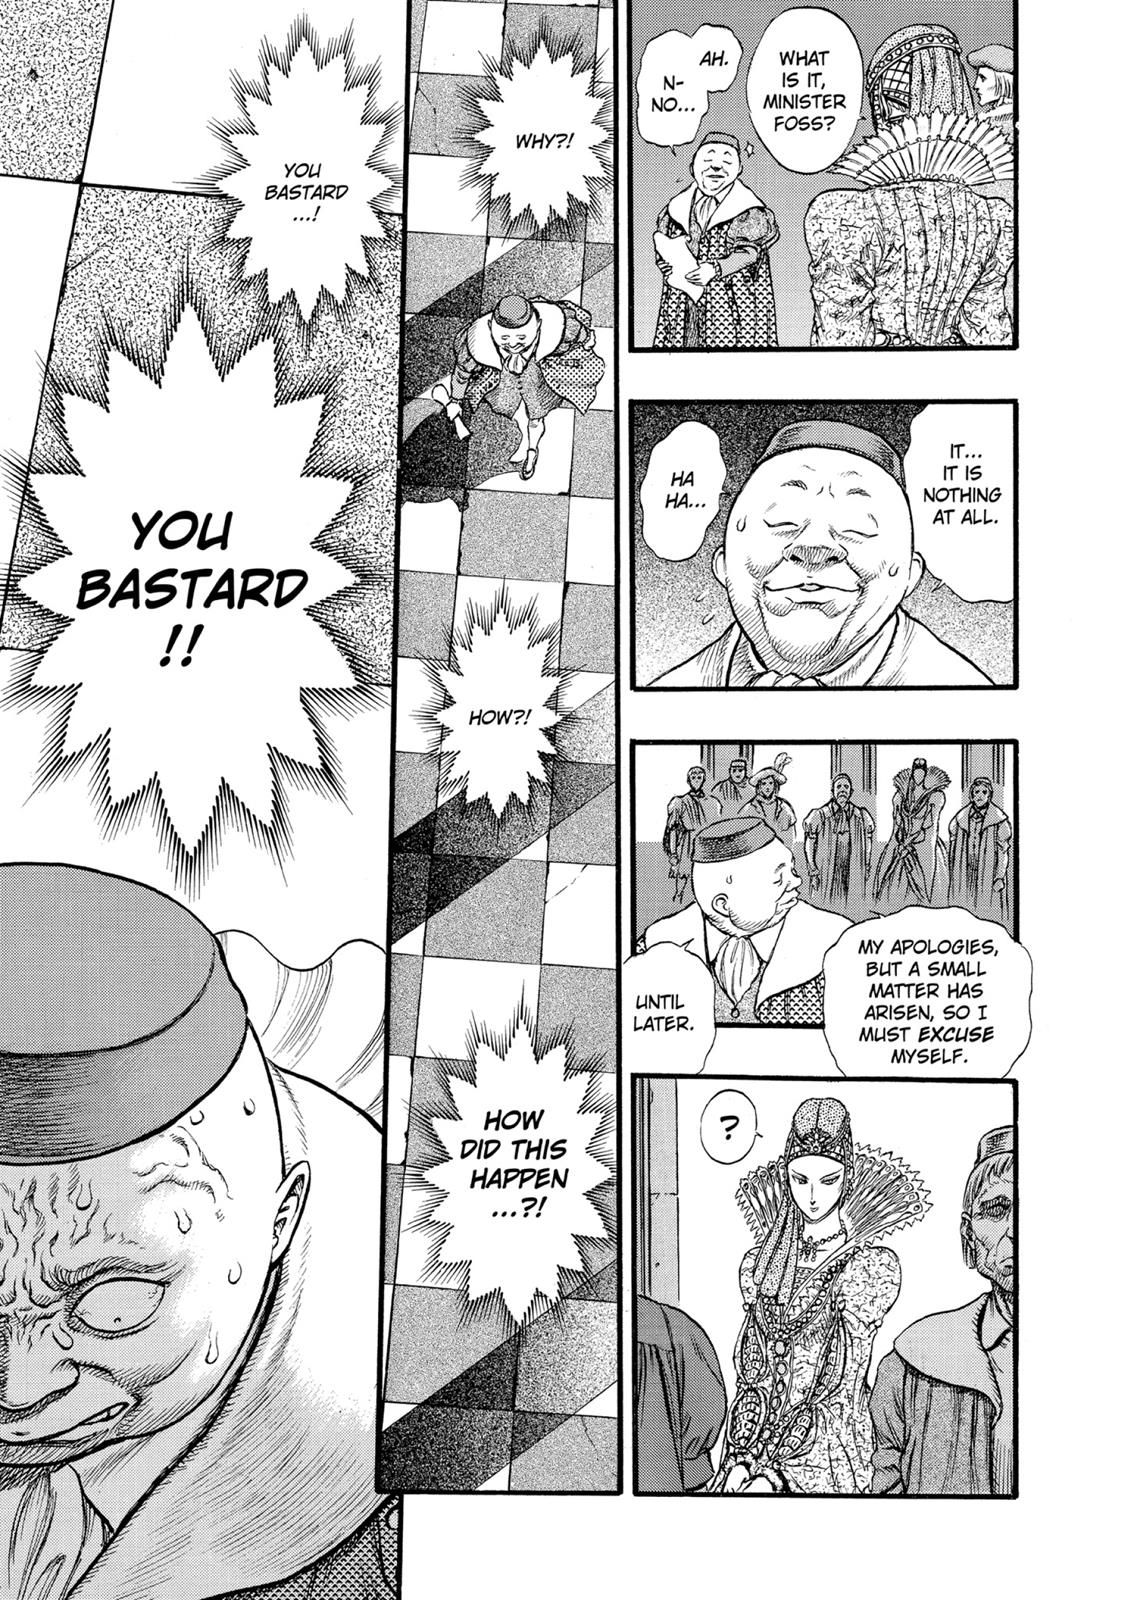 WHAT
IS IT,
MINISTER
FOSS?
AH.
N-
NO...
IT...
IT IS
NOTHING
AT ALL.
HA
HA...
MY APOLOGIES,
BUT A SMALL
MATTER HAS
ARISEN, SO I
MUST EXCUSE
MYSELF.
UNTIL
LATER.
?
WHY?!
HOW?!
HOW
DID THIS
HAPPEN
...?!
YOU
BASTARD
...!
YOU
BASTARD
!!